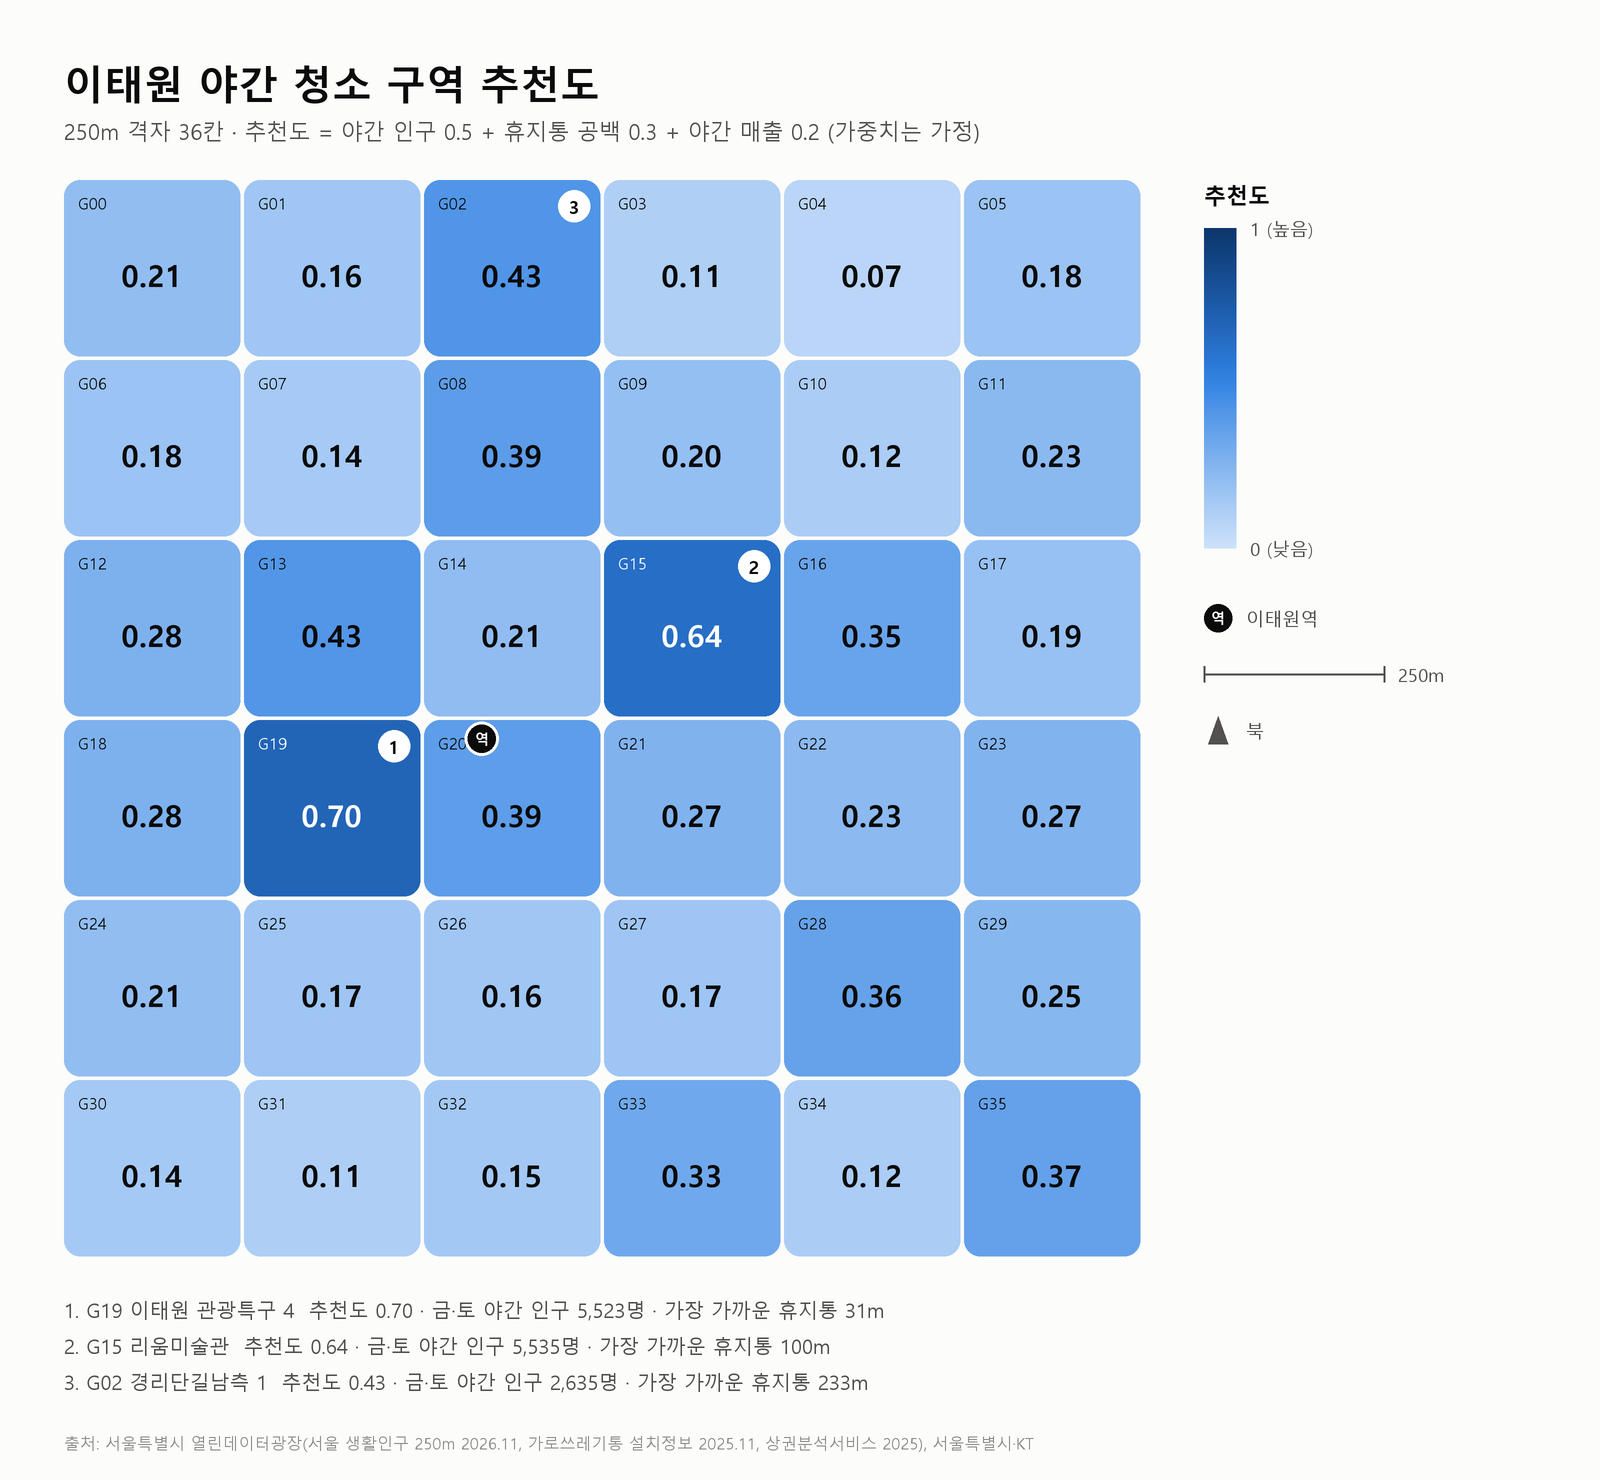 이태원 야간 청소 구역 추천도
250m 격자 36칸 · 추천도 = 야간 인구 0.5 + 휴지통 공백 0.3 + 야간 매출 0.2 (가중치는 가정)
G00 G01 G02 3 G03 G04 G05
0.21 0.16 0.43 0.11 0.07 0.18
G06 G07 G08 G09 G10 G11
0.18 0.14 0.39 0.20 0.12 0.23
G12 G13 G14 G15 2 G16 G17
0.28 0.43 0.21 0.64 0.35 0.19
G18 G19 1 G20 역 G21 G22 G23
0.28 0.70 0.39 0.27 0.23 0.27
G24 G25 G26 G27 G28 G29
0.21 0.17 0.16 0.17 0.36 0.25
G30 G31 G32 G33 G34 G35
0.14 0.11 0.15 0.33 0.12 0.37
추천도
1 (높음)
0 (낮음)
역 이태원역
250m
북
1. G19 이태원 관광특구 4 추천도 0.70 · 금·토 야간 인구 5,523명 · 가장 가까운 휴지통 31m
2. G15 리움미술관 추천도 0.64 · 금·토 야간 인구 5,535명 · 가장 가까운 휴지통 100m
3. G02 경리단길남측 1 추천도 0.43 · 금·토 야간 인구 2,635명 · 가장 가까운 휴지통 233m
출처: 서울특별시 열린데이터광장(서울 생활인구 250m 2026.11, 가로쓰레기통 설치정보 2025.11, 상권분석서비스 2025), 서울특별시·KT